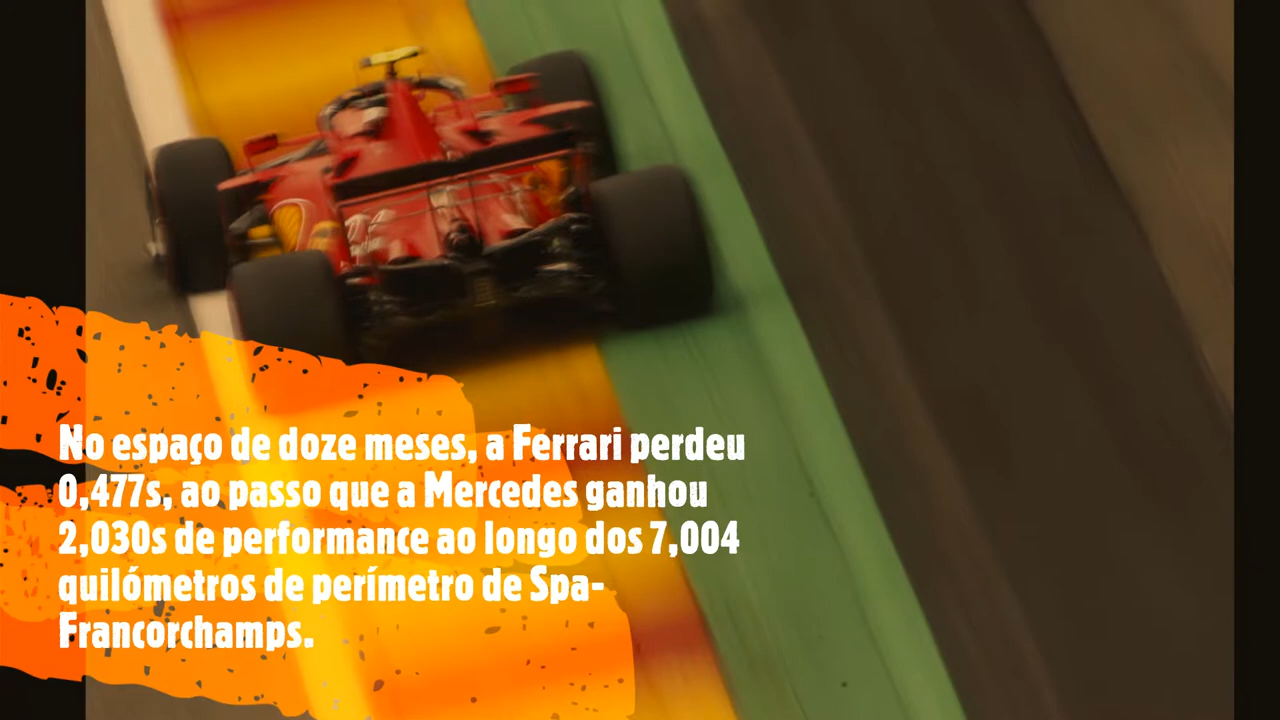 No espaço de doze meses, a Ferrari perdeu
0,477s, ao passo que a Mercedes ganhou
2,030s de performance ao longo dos 7,004
quilómetros de perímetro de Spa-
Francorchamps.